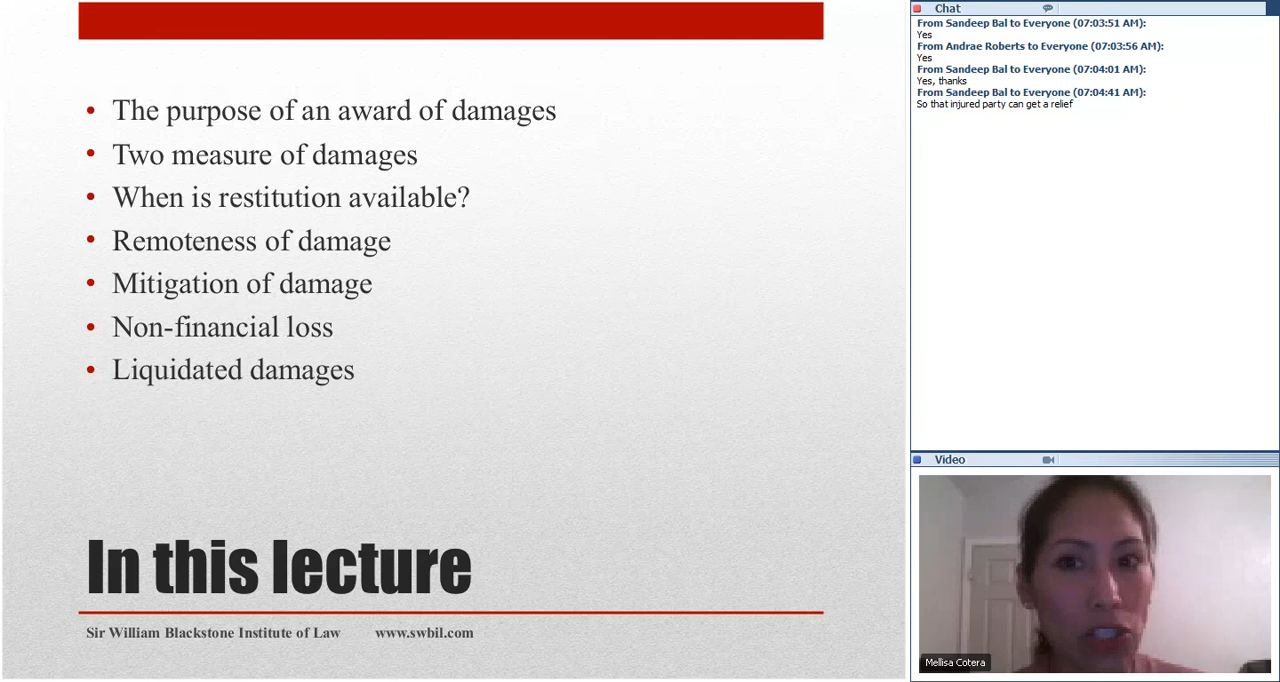 The purpose of an award of damages
Two measure of damages
When is restitution available?
Remoteness of damage
Mitigation of damage
Non-financial loss
Liquidated damages
In this lecture
Sir William Blackstone Institute of Law www.swbil.com
Chat
From Sandeep Bal to Everyone (07:03:51 AM):
Yes
From Andrae Roberts to Everyone (07:03:56 AM):
Yes
From Sandeep Bal to Everyone (07:04:01 AM):
Yes, thanks
From Sandeep Bal to Everyone (07:04:41 AM):
So that injured party can get a relief
Video
Mellisa Cotera